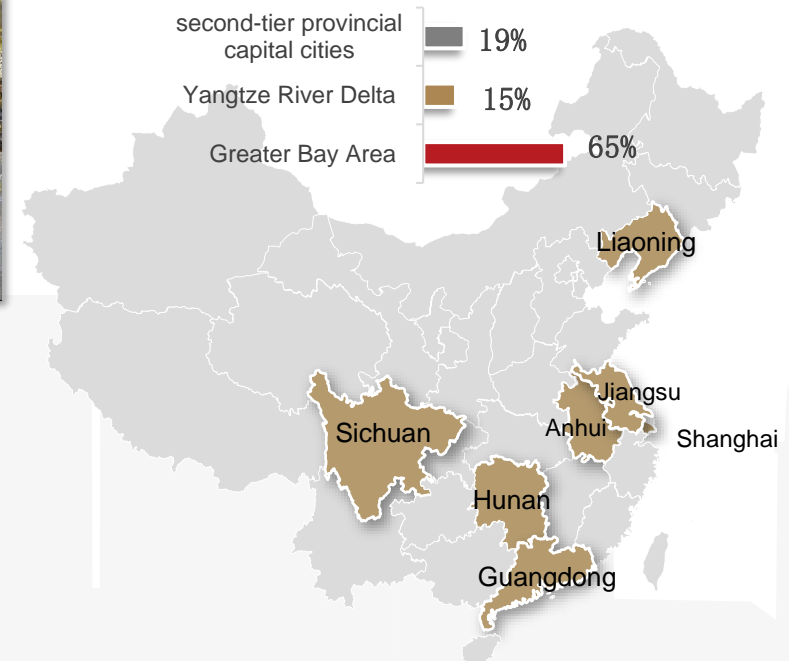 second-tier provincial
capital cities
19%
Yangtze River Delta
15%
Greater Bay Area
65%
Liaoning
Jiangsu
Anhui
Shanghai
Sichuan
Hunan
Guangdong